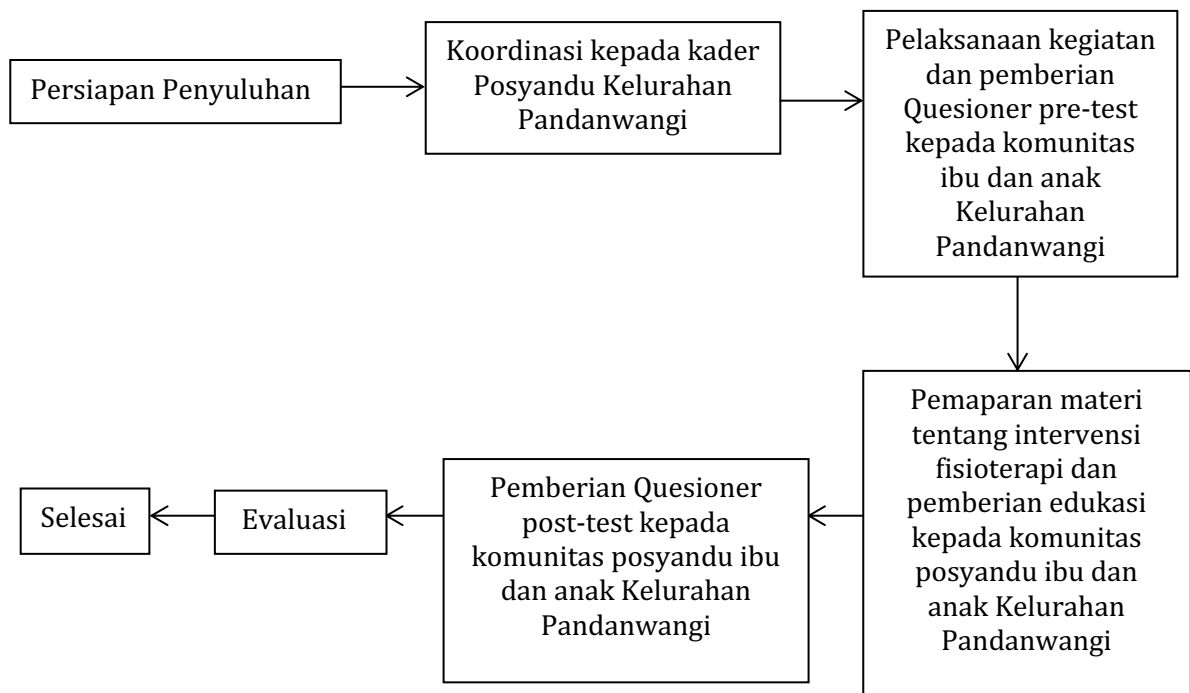 Persiapan Penyuluhan
Koordinasi kepada kader
Posyandu Kelurahan
Pandanwangi
Pelaksanaan kegiatan
dan pemberian
Quesioner pre-test
kepada komunitas
ibu dan anak
Kelurahan
Pandanwangi
Pemaparan materi
tentang intervensi
fisioterapi dan
pemberian edukasi
kepada komunitas
posyandu ibu dan
anak Kelurahan
Pandanwangi
Pemberian Quesioner
post-test kepada
komunitas posyandu ibu
dan anak Kelurahan
Pandanwangi
Evaluasi
Selesai